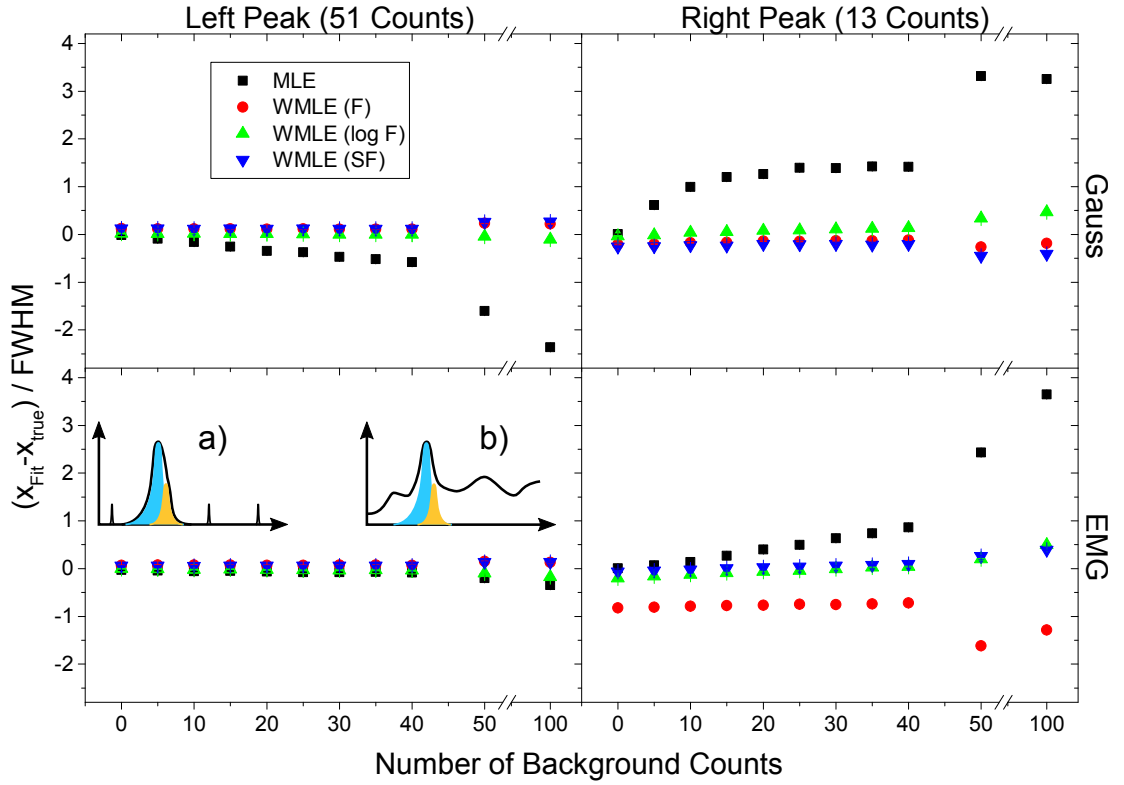 Left Peak (51 Counts)
Right Peak (13 Counts)
MLE
WMLE (F)
WMLE (log F)
WMLE (SF)
4
3
2
1
0
-1
-2
Gauss
(x_Fit-x_true) / FWHM
a)
b)
4
3
2
1
0
-1
-2
EMG
0 10 20 30 40 50 100
0 10 20 30 40 50 100
Number of Background Counts